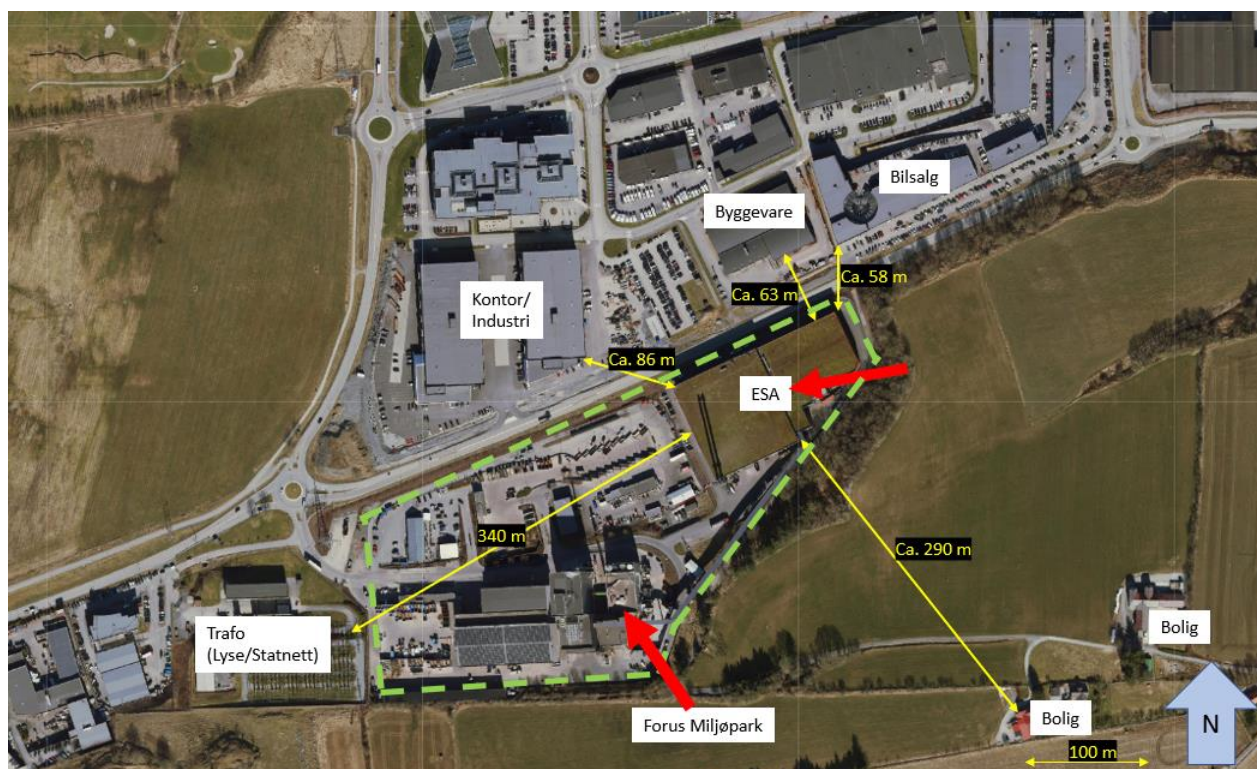 Bilsalg
Byggevare
Ca. 58 m
Ca. 63 m
Kontor/
Industri
Ca. 86 m
ESA
340 m
Ca. 290 m
Trafo
(Lyse/Statnett)
Bolig
Forus Miljøpark
Bolig
N
100 m